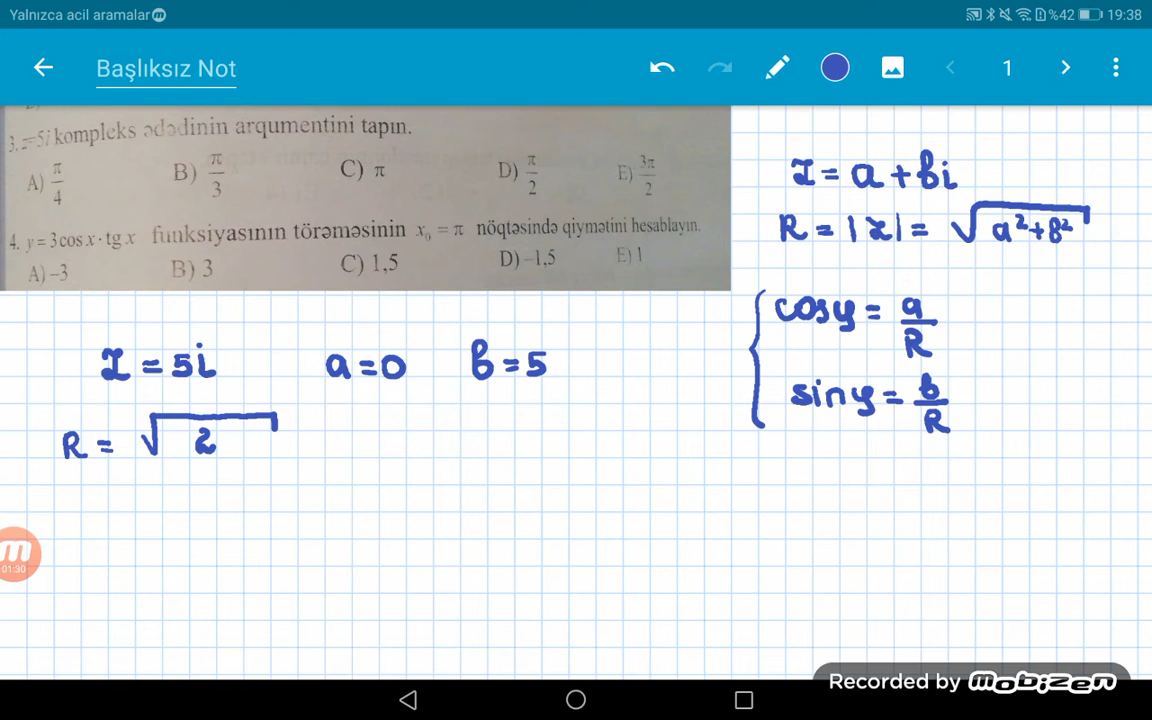 Yalnızca acil aramalar m %42 19:38
Başlıksız Not 1
3. z=5i kompleks ədədinin arqumentini tapın.
A) π/4 B) π/3 C) π D) π/2 E) 3π/2
4. y = 3cos x · tg x funksiyasının törəməsinin x₀ = π nöqtəsində qiymətini hesablayın.
A) –3 B) 3 C) 1,5 D) –1,5 E) 1
z = a + bi
R = |z| = √(a²+b²)
cosφ = a/R
sinφ = b/R
z = 5i a = 0 b = 5
R = √2
m
01:30
Recorded by mobizen